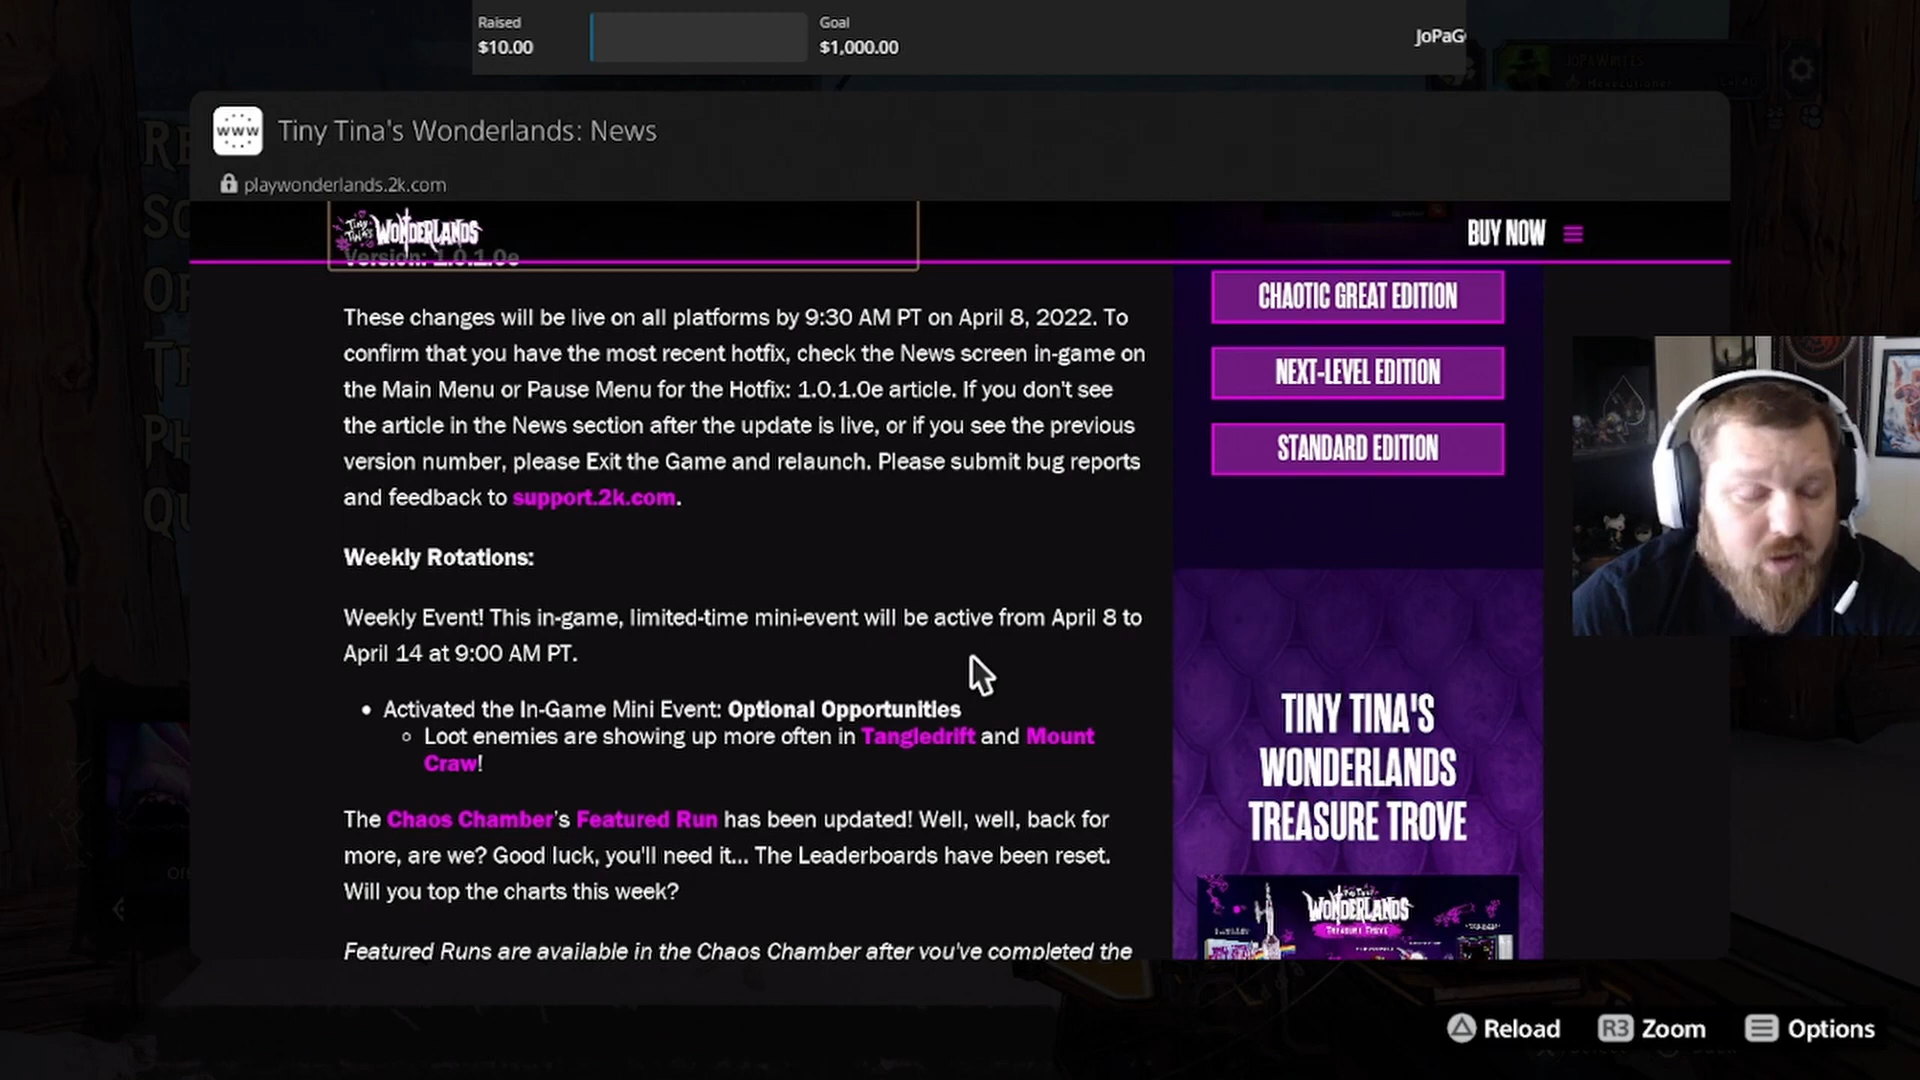 Raised
$10.00
Goal
$1,000.00
JoPaG
www
Tiny Tina's Wonderlands: News
playwonderlands.2k.com
Tiny Tina's WONDERLANDS
BUY NOW
Version: 1.0.1.0e
These changes will be live on all platforms by 9:30 AM PT on April 8, 2022. To
confirm that you have the most recent hotfix, check the News screen in-game on
the Main Menu or Pause Menu for the Hotfix: 1.0.1.0e article. If you don't see
the article in the News section after the update is live, or if you see the previous
version number, please Exit the Game and relaunch. Please submit bug reports
and feedback to support.2k.com.
Weekly Rotations:
Weekly Event! This in-game, limited-time mini-event will be active from April 8 to
April 14 at 9:00 AM PT.
• Activated the In-Game Mini Event: Optional Opportunities
○ Loot enemies are showing up more often in Tangledrift and Mount
Craw!
The Chaos Chamber's Featured Run has been updated! Well, well, back for
more, are we? Good luck, you'll need it... The Leaderboards have been reset.
Will you top the charts this week?
Featured Runs are available in the Chaos Chamber after you've completed the
CHAOTIC GREAT EDITION
NEXT-LEVEL EDITION
STANDARD EDITION
TINY TINA'S
WONDERLANDS
TREASURE TROVE
WONDERLANDS
TREASURE TROVE
Reload
R3 Zoom
Options